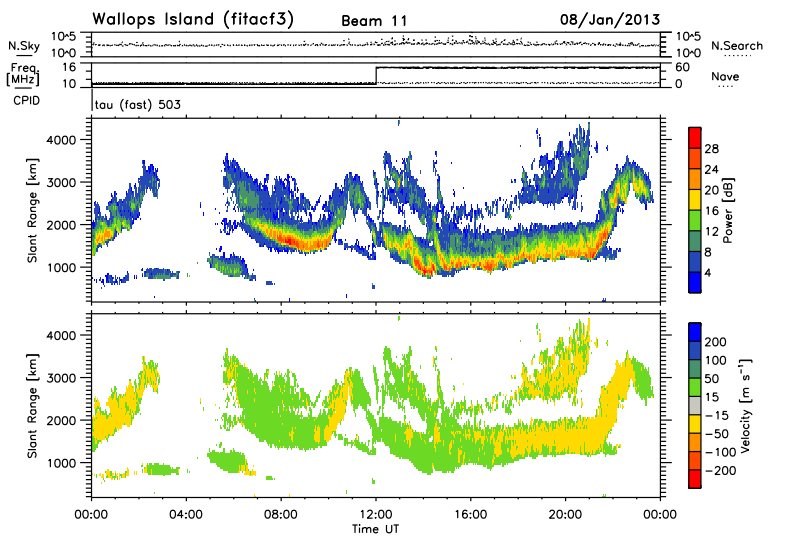 Wallops Island (fitacf3) Beam 11 08/Jan/2013
N.Sky 10^5 10^0 10^5 10^0 N.Search
Freq. [MHz] 16 10 60 0 Nave
CPID tau (fast) 503
Slant Range [km] 4000 3000 2000 1000
Power [dB] 28 24 20 16 12 8 4
Slant Range [km] 4000 3000 2000 1000
Velocity [m s⁻¹] 200 100 50 15 −15 −50 −100 −200
00:00 04:00 08:00 12:00 16:00 20:00 00:00
Time UT